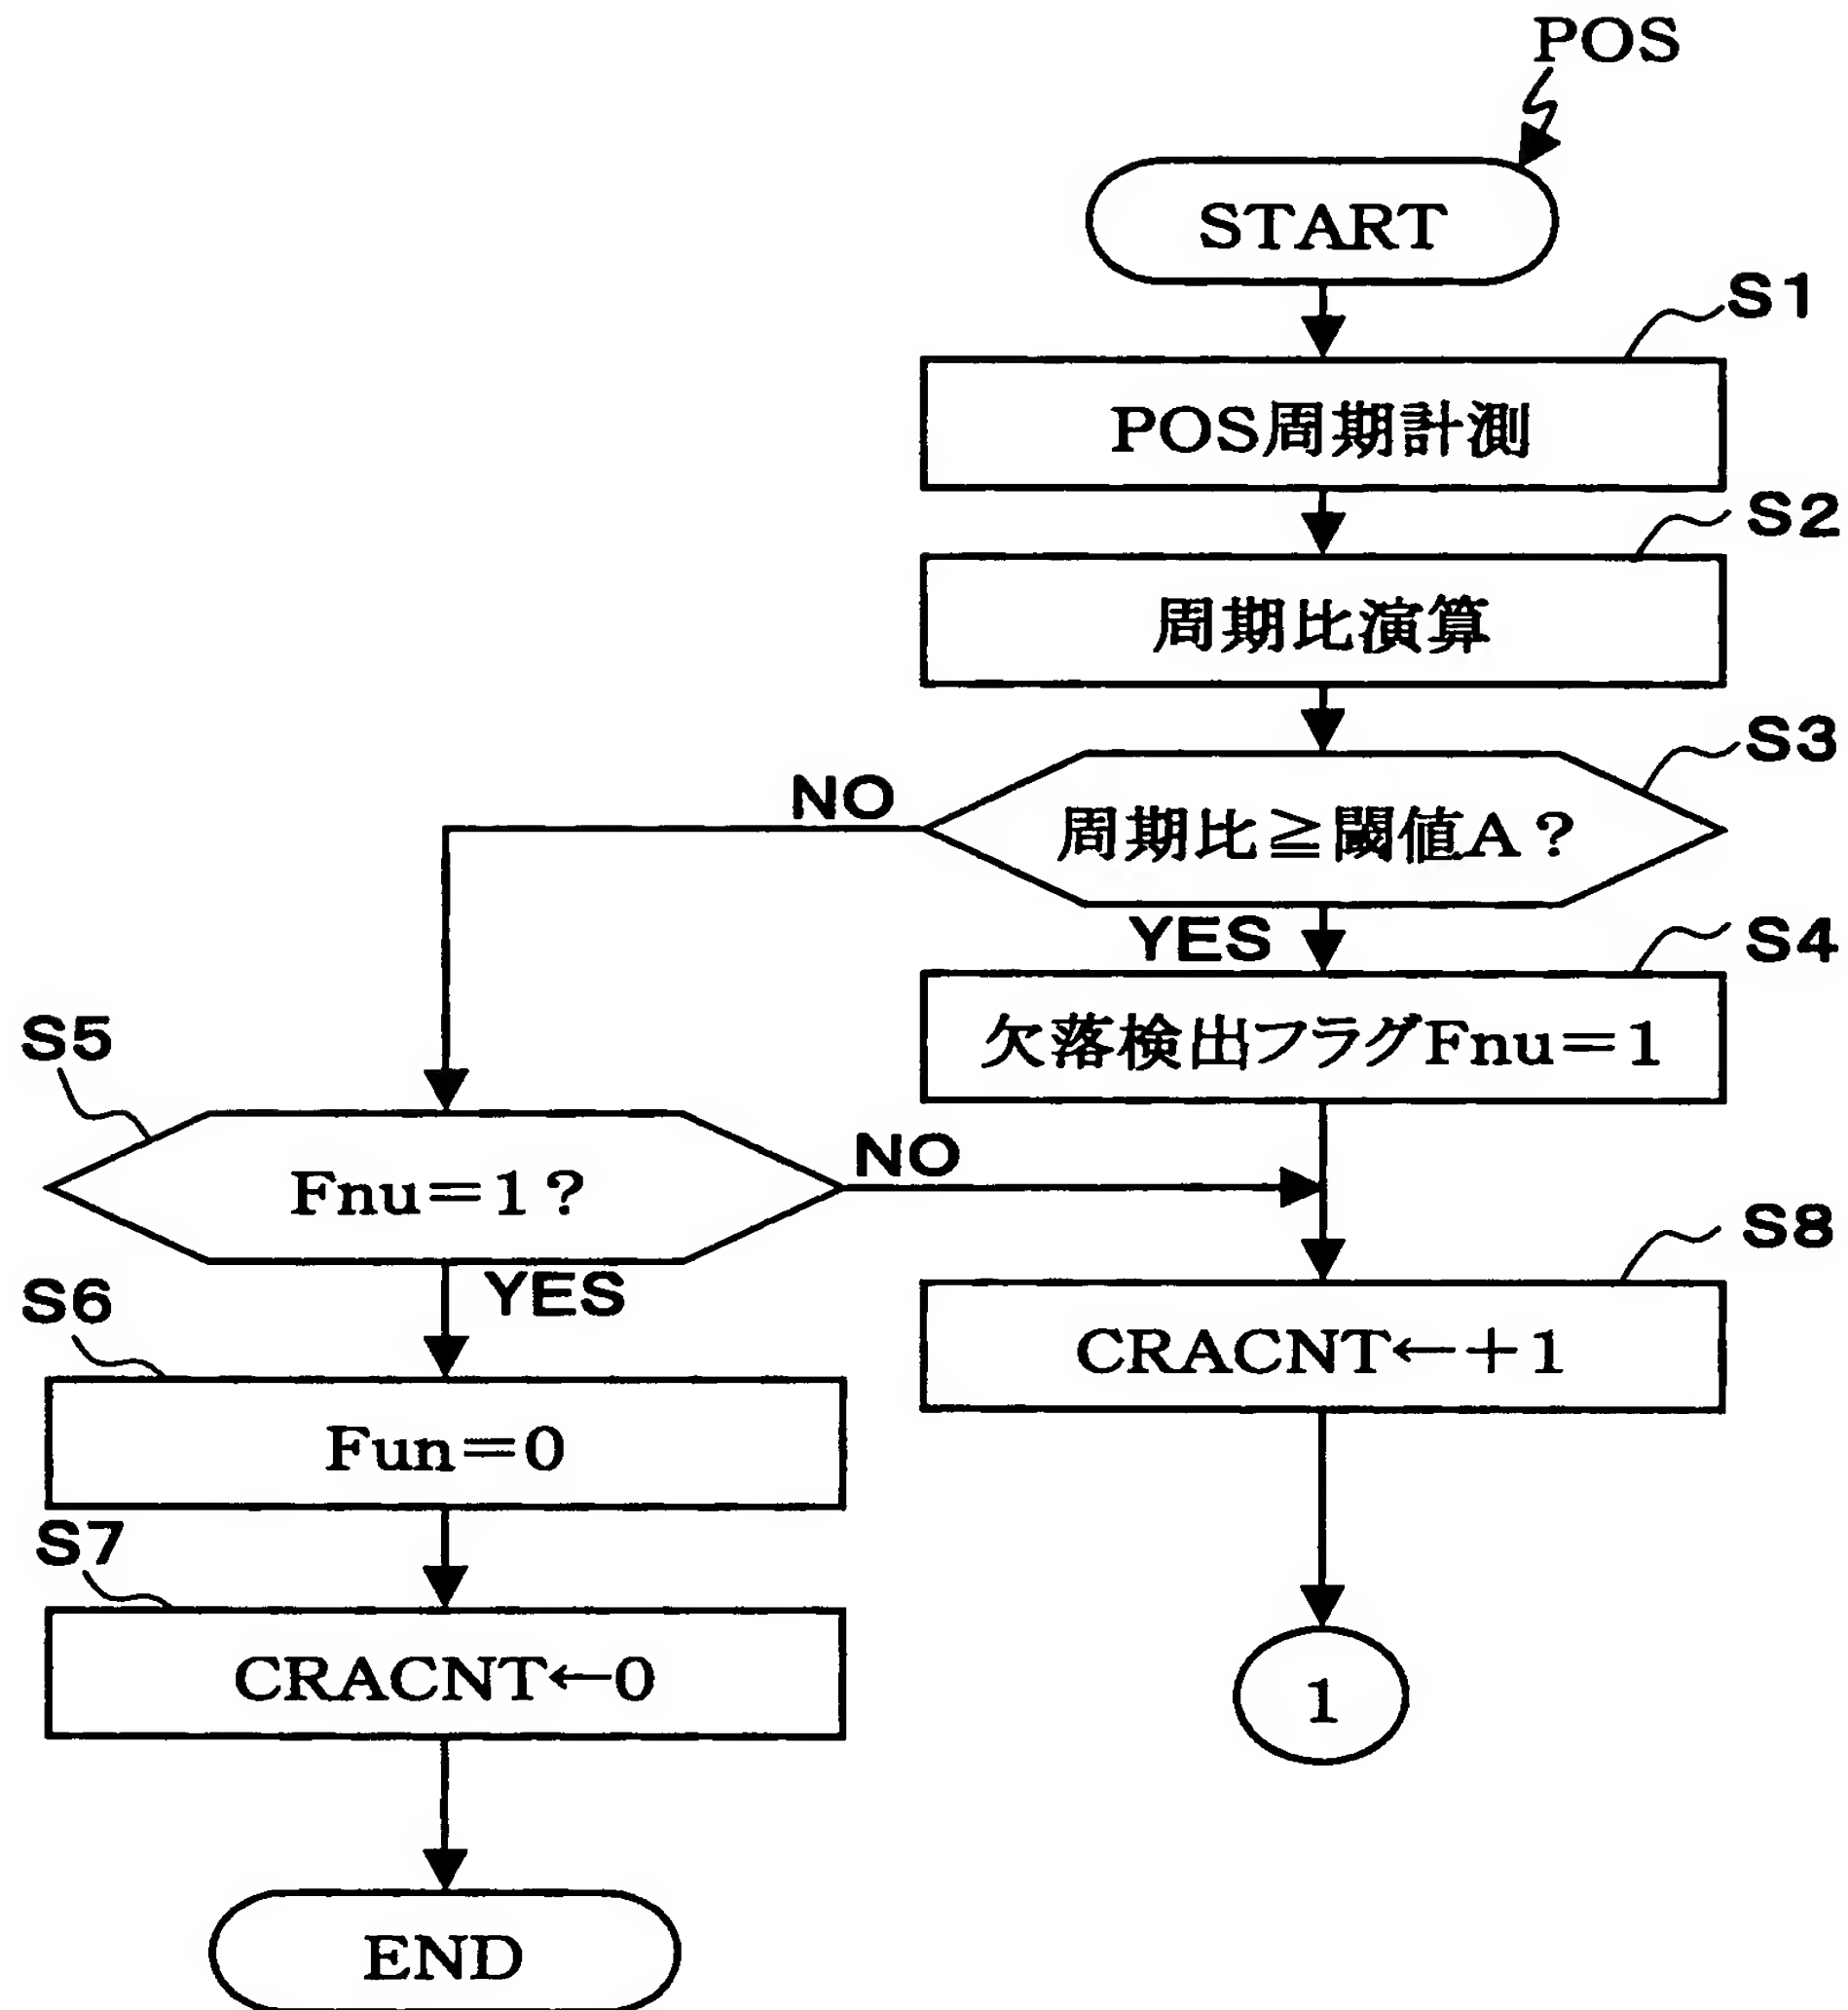 POS
START
S1
POS周期計測
S2
周期比演算
S3
NO
周期比≧閾値A?
YES
S4
欠落検出フラグFnu=1
S5
Fnu=1?
NO
S8
YES
S6
CRACNT←+1
Fun=0
S7
CRACNT←0
1
END